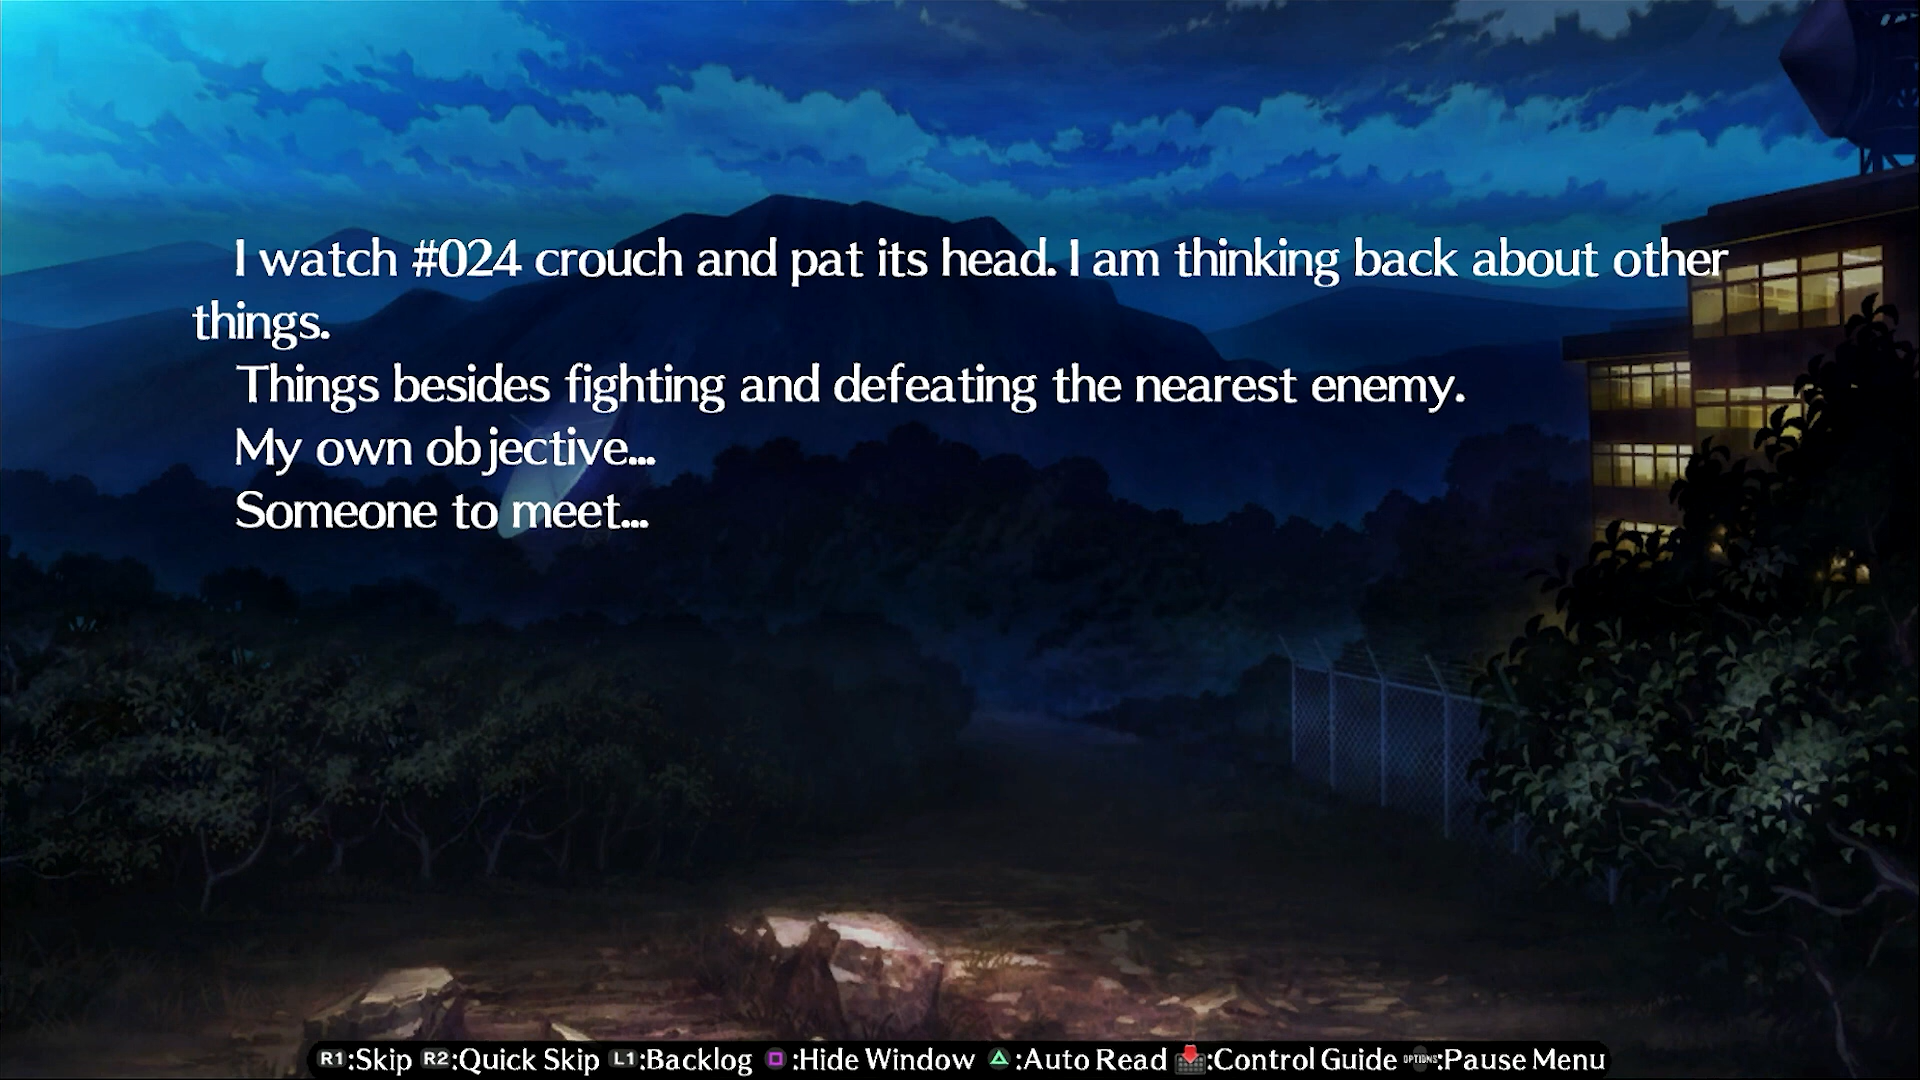 I watch #024 crouch and pat its head. I am thinking back about other
things.
Things besides fighting and defeating the nearest enemy.
My own objective...
Someone to meet...
R1:Skip R2:Quick Skip L1:Backlog :Hide Window :Auto Read :Control Guide OPTIONS:Pause Menu